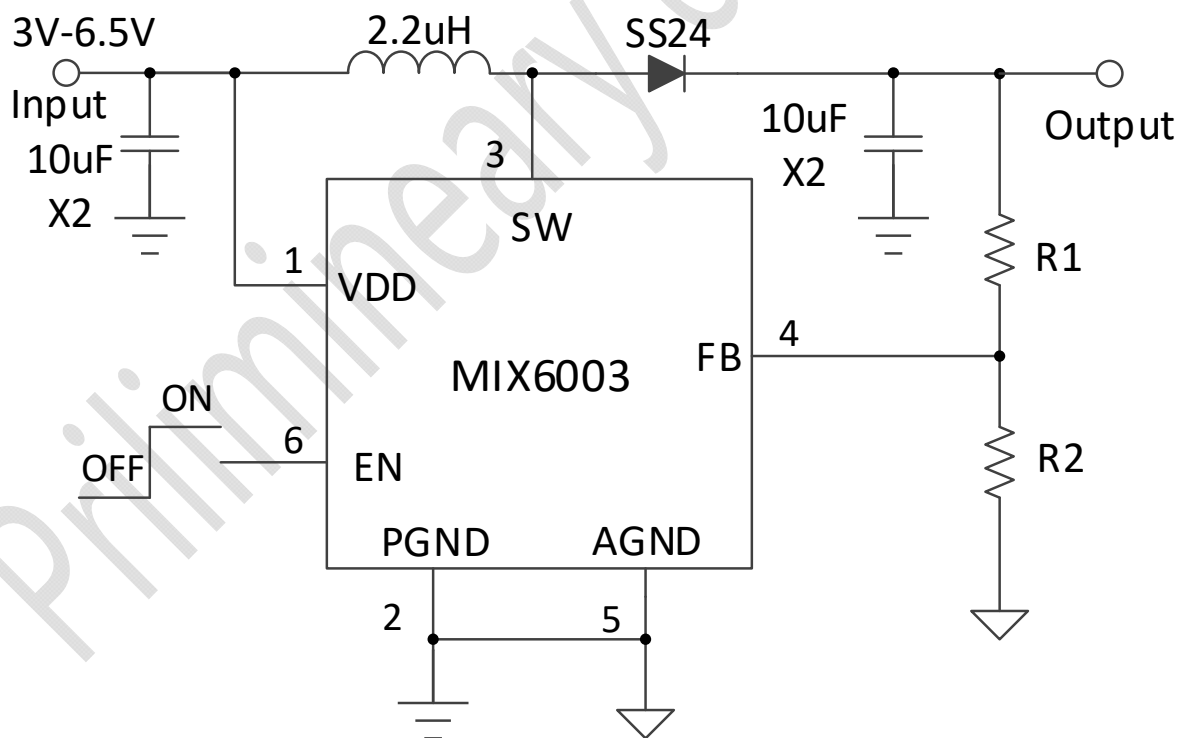 3V-6.5V
2.2uH
SS24
Input
10uF
X2
10uF
X2
Output
3
SW
1
VDD
R1
4
FB
MIX6003
ON
OFF
6
EN
R2
PGND
AGND
2
5
Prilimineary